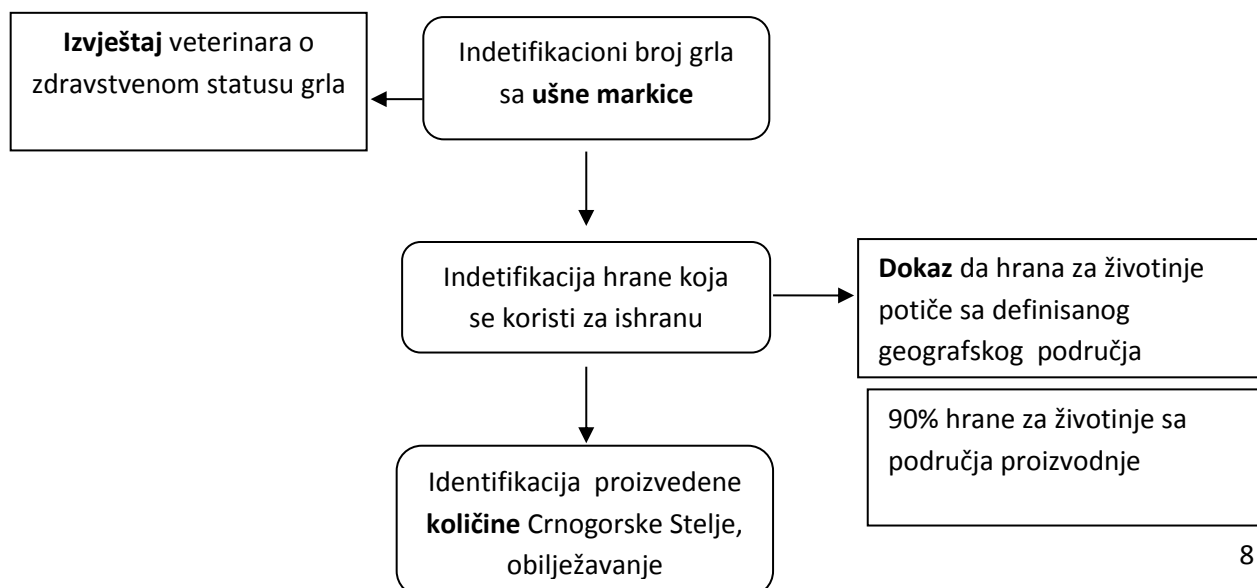 Izvještaj veterinara o
zdravstvenom statusu grla
Indetifikacioni broj grla
sa ušne markice
Indetifikacija hrane koja
se koristi za ishranu
Dokaz da hrana za životinje
potiče sa definisanog
geografskog područja
90% hrane za životinje sa
područja proizvodnje
Identifikacija proizvedene
količine Crnogorske Stelje,
obilježavanje
8